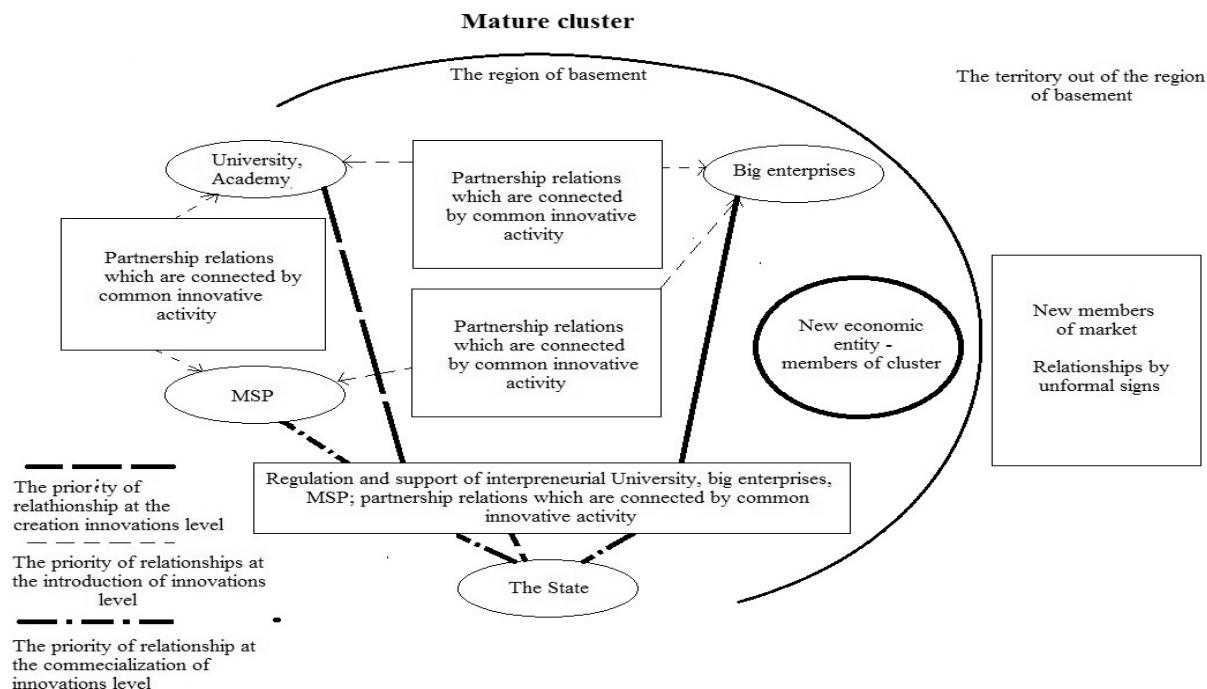 Mature cluster
The region of basement
The territory out of the region
of basement
University,
Academy
Partnership relations
which are connected by
common innovative
activity
Big enterprises
Partnership relations
which are connected by
common innovative
activity
Partnership relations
which are connected by
common innovative
activity
New economic
entity -
members of cluster
New members
of market
Relationships by
unformal signs
MSP
Regulation and support of interpreneurial University, big enterprises,
MSP; partnership relations which are connected by common
innovative activity
The State
The priority of
relathionship at the
creation innovations level
The priority of relationships at
the introduction of innovations
level
The priority of relationship at
the commecialization of
innovations level